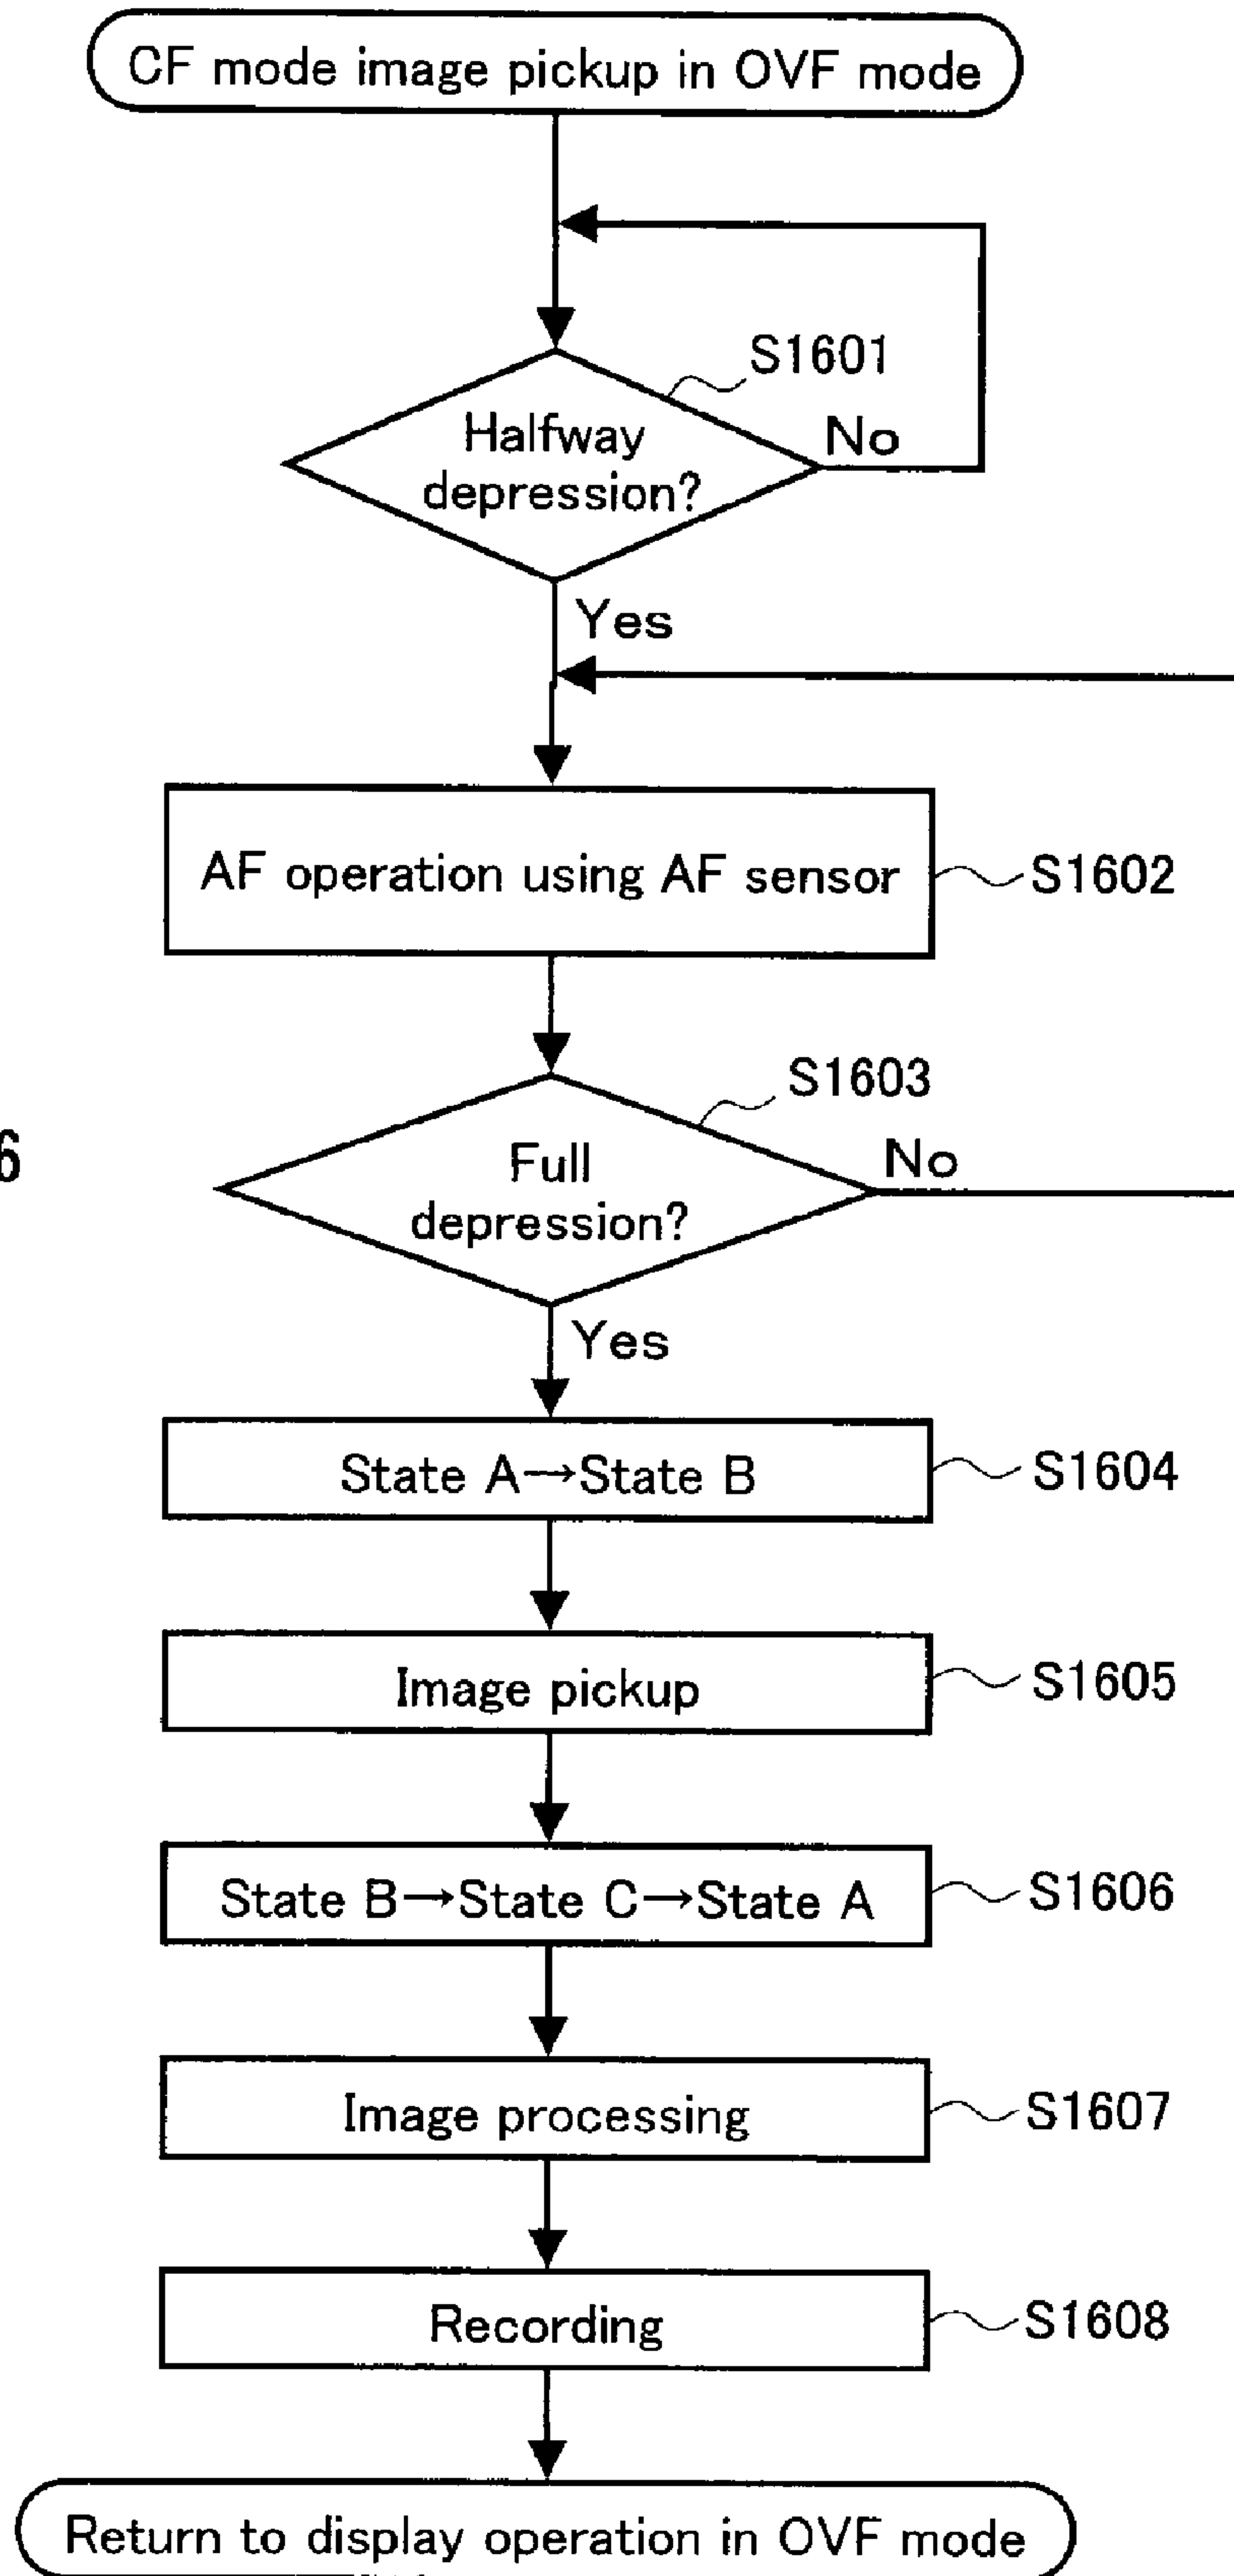 CF mode image pickup in OVF mode
S1601
Halfway
depression?
No
Yes
AF operation using AF sensor
S1602
S1603
6
Full
depression?
No
Yes
State A→State B
S1604
Image pickup
S1605
State B→State C→State A
S1606
Image processing
S1607
Recording
S1608
Return to display operation in OVF mode